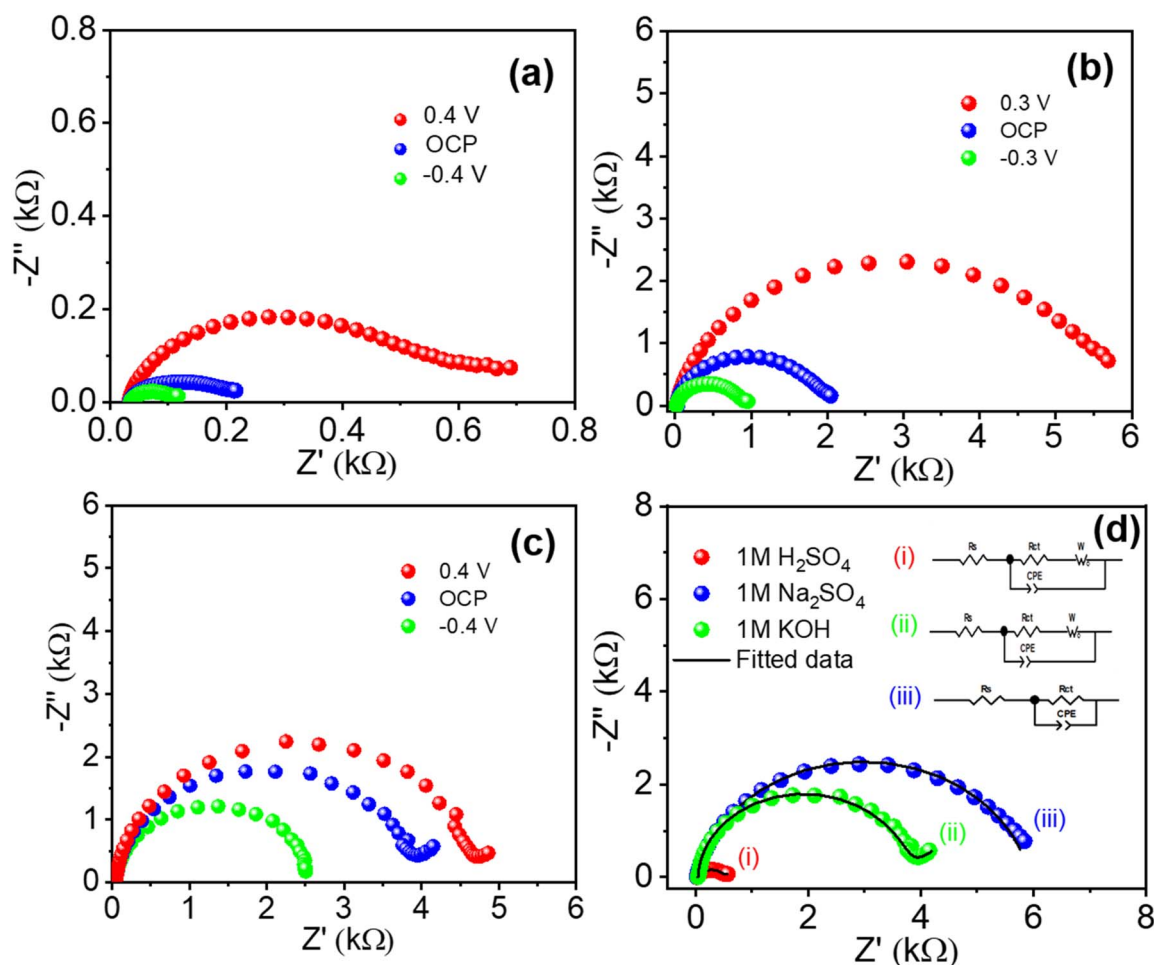 (a)
0.4 V
OCP
-0.4 V
-Z'' (kΩ)
0.8
0.6
0.4
0.2
0.0
0.0 0.2 0.4 0.6 0.8
Z' (kΩ)
(b)
0.3 V
OCP
-0.3 V
-Z'' (kΩ)
6
5
4
3
2
1
0
0 1 2 3 4 5 6
Z' (kΩ)
(c)
0.4 V
OCP
-0.4 V
-Z'' (kΩ)
6
5
4
3
2
1
0
0 1 2 3 4 5 6
Z' (kΩ)
(d)
1M H₂SO₄
1M Na₂SO₄
1M KOH
Fitted data
(i)
Rs Rct W
CPE
(ii)
Rs Rct W
CPE
(iii)
Rs Rct
CPE
(iii)
(ii)
(i)
-Z'' (kΩ)
8
6
4
2
0
0 2 4 6 8
Z' (kΩ)